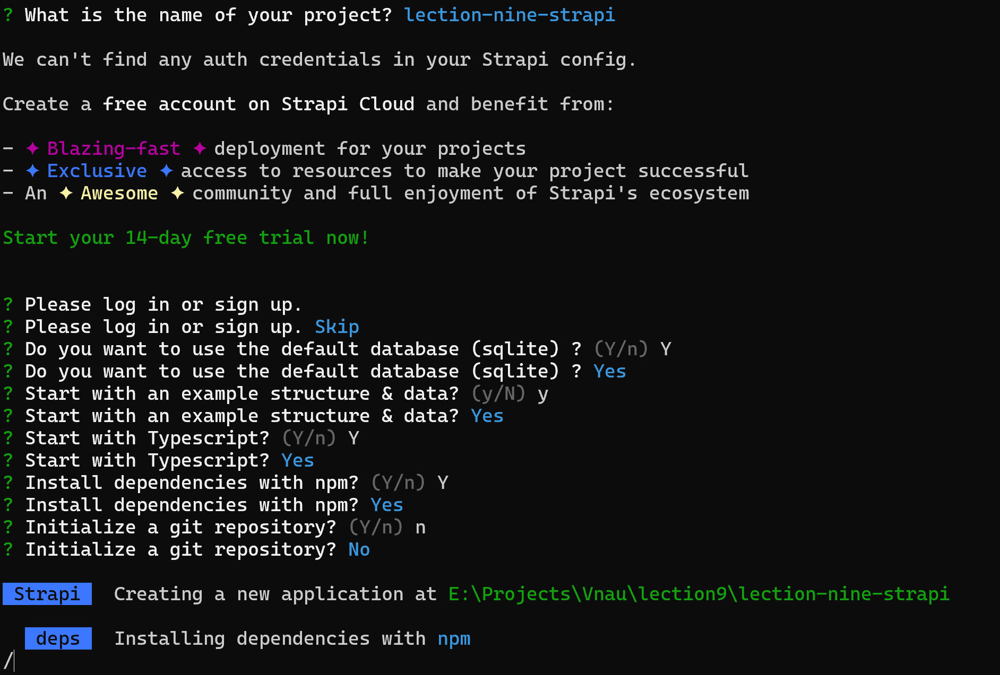 ? What is the name of your project? lection-nine-strapi
We can't find any auth credentials in your Strapi config.
Create a free account on Strapi Cloud and benefit from:
- ✦ Blazing-fast ✦ deployment for your projects
- ✦ Exclusive ✦ access to resources to make your project successful
- An ✦ Awesome ✦ community and full enjoyment of Strapi's ecosystem
Start your 14-day free trial now!
? Please log in or sign up.
? Please log in or sign up. Skip
? Do you want to use the default database (sqlite) ? (Y/n) Y
? Do you want to use the default database (sqlite) ? Yes
? Start with an example structure & data? (y/N) y
? Start with an example structure & data? Yes
? Start with Typescript? (Y/n) Y
? Start with Typescript? Yes
? Install dependencies with npm? (Y/n) Y
? Install dependencies with npm? Yes
? Initialize a git repository? (Y/n) n
? Initialize a git repository? No
Strapi Creating a new application at E:\Projects\Vnau\lection9\lection-nine-strapi
deps Installing dependencies with npm
/